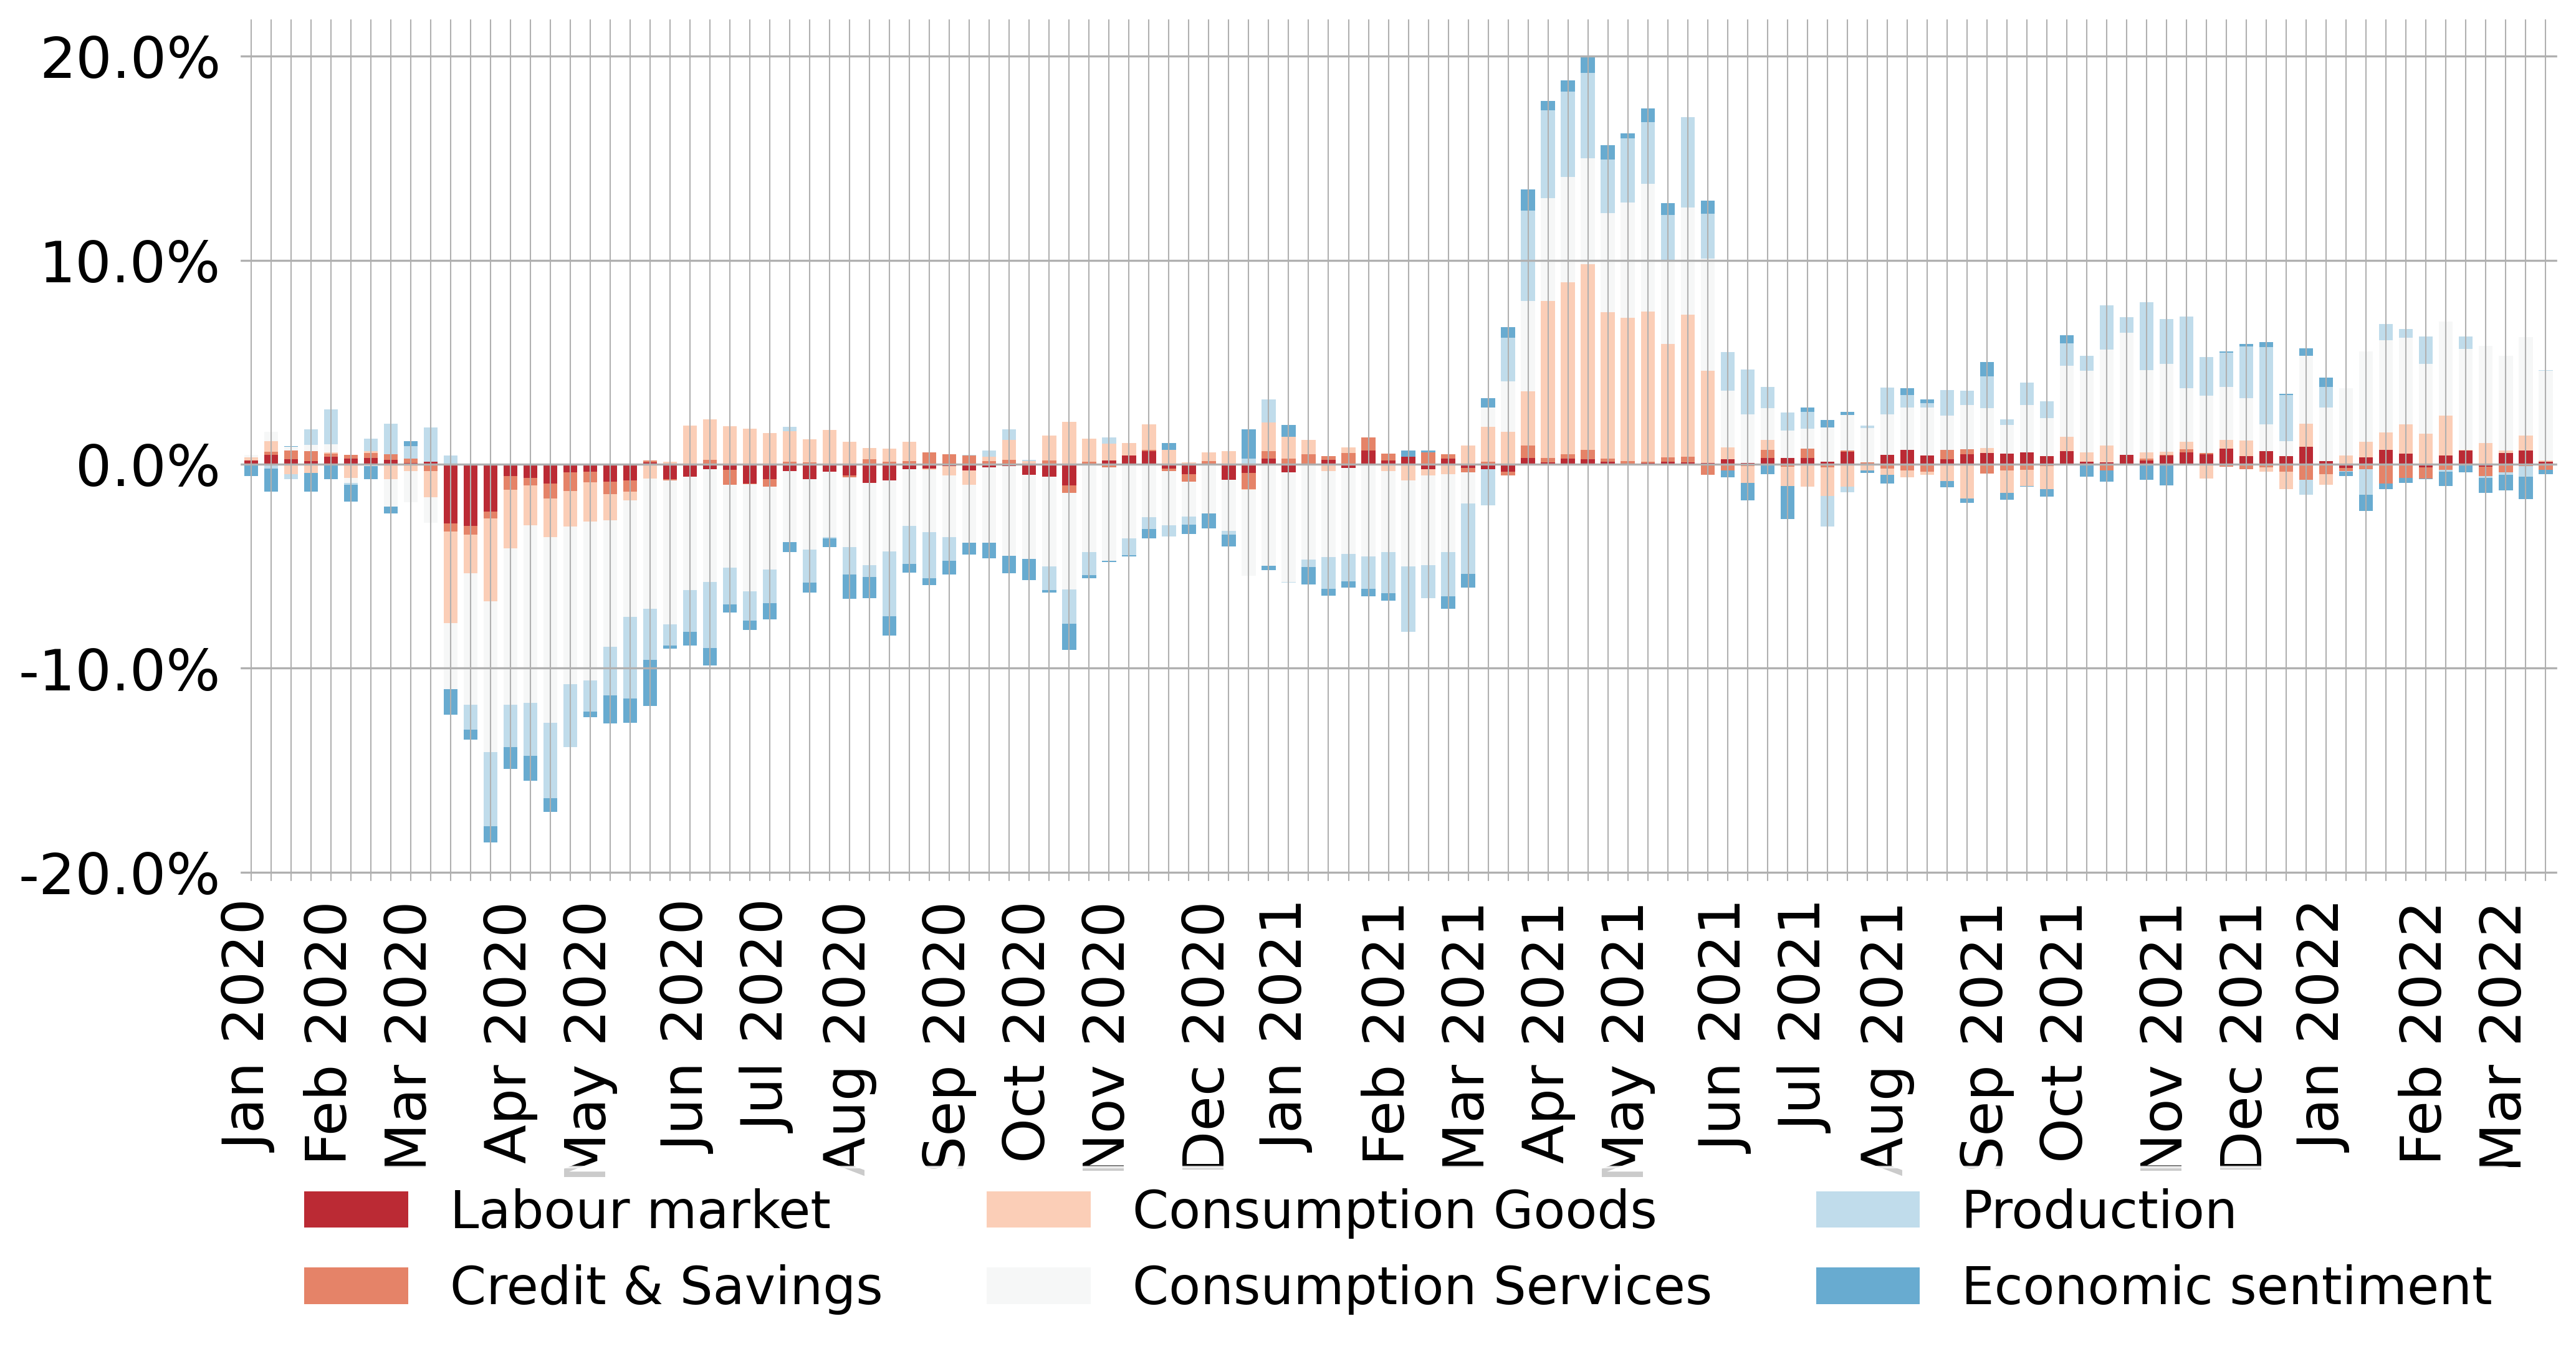 20.0%
10.0%
0.0%
-10.0%
-20.0%
Jan 2020
Feb 2020
Mar 2020
Apr 2020
May 2020
Jun 2020
Jul 2020
Aug 2020
Sep 2020
Oct 2020
Nov 2020
Dec 2020
Jan 2021
Feb 2021
Mar 2021
Apr 2021
May 2021
Jun 2021
Jul 2021
Aug 2021
Sep 2021
Oct 2021
Nov 2021
Dec 2021
Jan 2022
Feb 2022
Mar 2022
Labour market
Consumption Goods
Production
Credit & Savings
Consumption Services
Economic sentiment